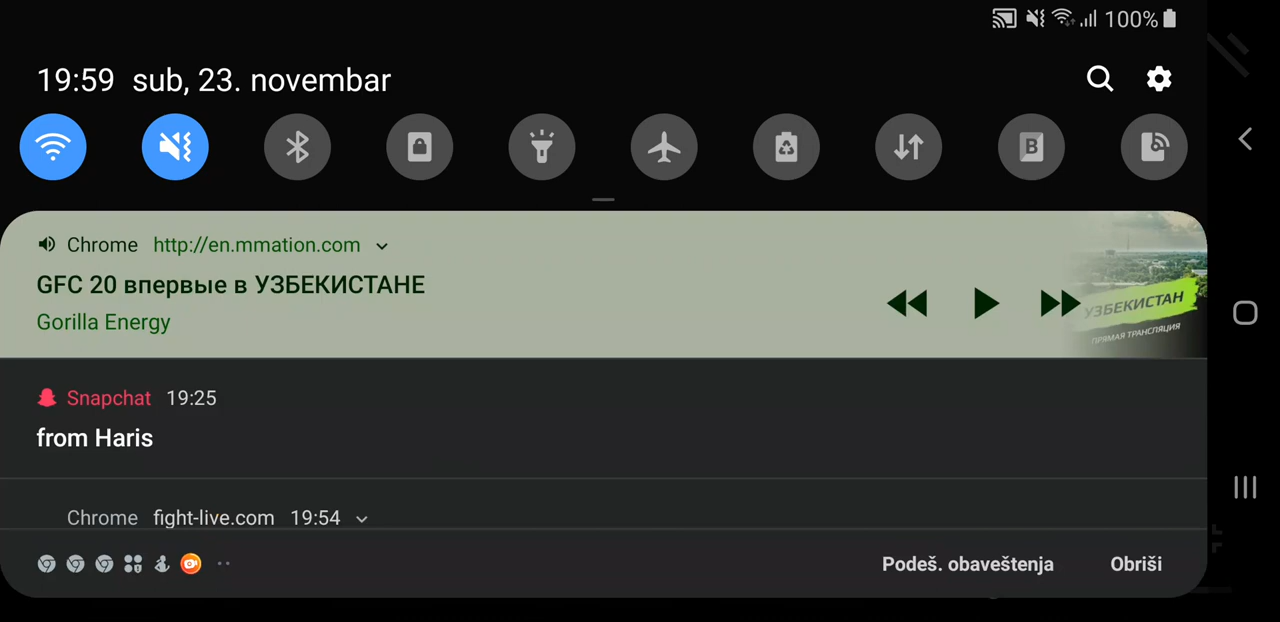 100%
19:59 sub, 23. novembar
B
Chrome http://en.mmation.com
GFC 20 впервые в УЗБЕКИСТАНЕ
Gorilla Energy
УЗБЕКИСТАН
ПРЯМАЯ ТРАНСЛЯЦИЯ
Snapchat 19:25
from Haris
Chrome fight-live.com 19:54
Podeš. obaveštenja Obriši